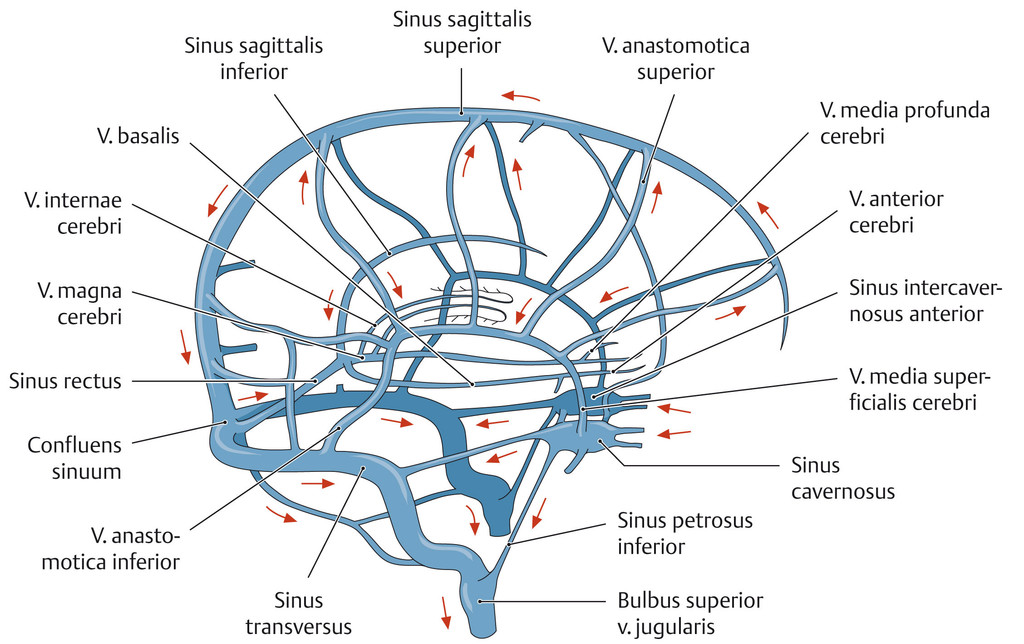 Sinus sagittalis
superior
Sinus sagittalis
inferior
V. anastomotica
superior
V. basalis
V. media profunda
cerebri
V. internae
cerebri
V. anterior
cerebri
V. magna
cerebri
Sinus intercaver-
nosus anterior
Sinus rectus
V. media super-
ficialis cerebri
Confluens
sinuum
Sinus
cavernosus
V. anasto-
motica inferior
Sinus petrosus
inferior
Sinus
transversus
Bulbus superior
v. jugularis